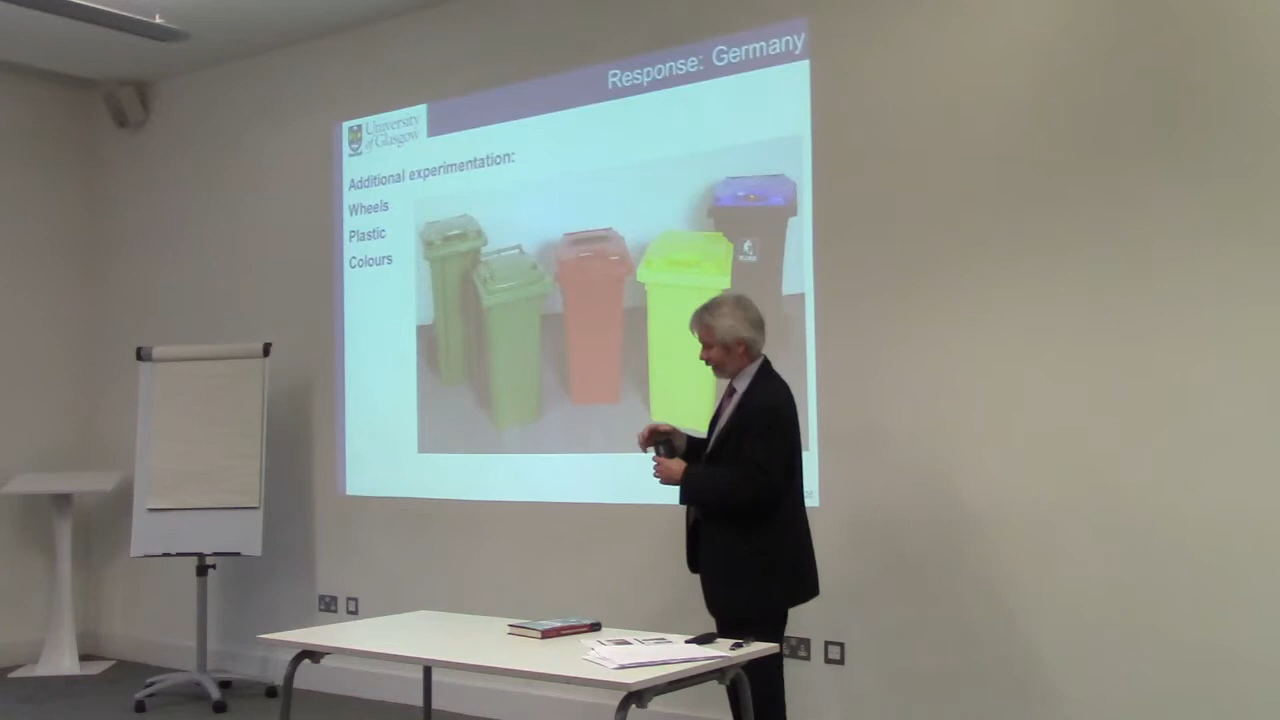 Response: Germany
University
of Glasgow
Additional experimentation:
Wheels
Plastic
Colours